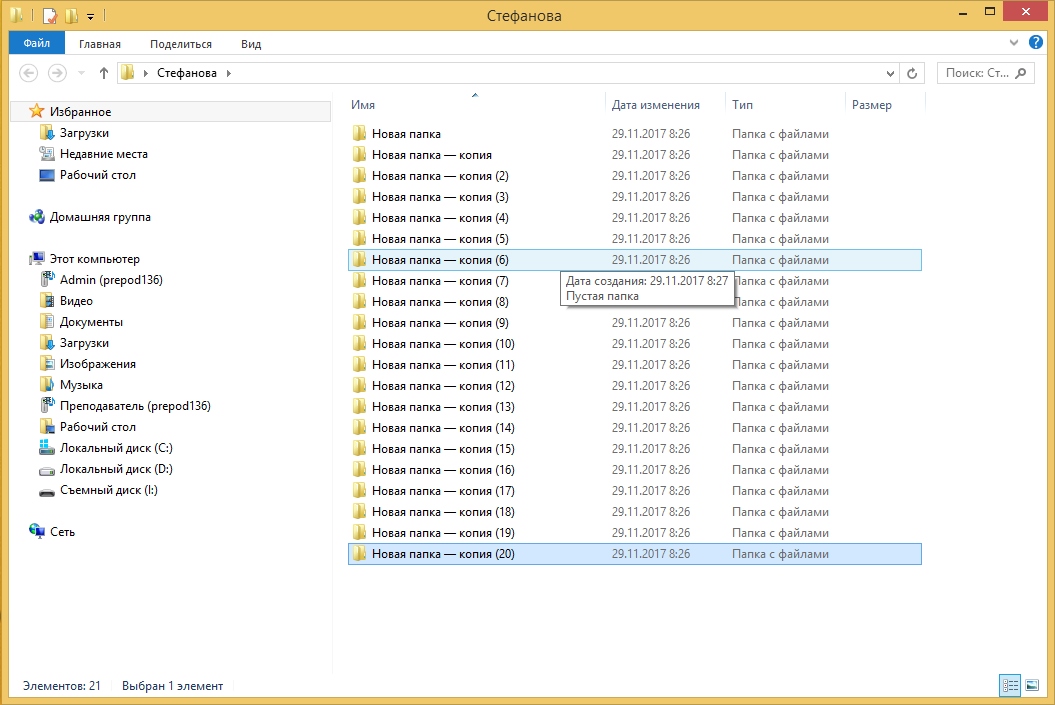 Стефанова
Файл Главная Поделиться Вид
Стефанова
Поиск: Ст...
Избранное
Загрузки
Недавние места
Рабочий стол
Домашняя группа
Этот компьютер
Admin (prepod136)
Видео
Документы
Загрузки
Изображения
Музыка
Преподаватель (prepod136)
Рабочий стол
Локальный диск (C:)
Локальный диск (D:)
Съемный диск (I:)
Сеть
Имя Дата изменения Тип Размер
Новая папка 29.11.2017 8:26 Папка с файлами
Новая папка — копия 29.11.2017 8:26 Папка с файлами
Новая папка — копия (2) 29.11.2017 8:26 Папка с файлами
Новая папка — копия (3) 29.11.2017 8:26 Папка с файлами
Новая папка — копия (4) 29.11.2017 8:26 Папка с файлами
Новая папка — копия (5) 29.11.2017 8:26 Папка с файлами
Новая папка — копия (6) 29.11.2017 8:26 Папка с файлами
Новая папка — копия (7) Папка с файлами
Дата создания: 29.11.2017 8:27
Пустая папка
Новая папка — копия (8) Папка с файлами
Новая папка — копия (9) 29.11.2017 8:26 Папка с файлами
Новая папка — копия (10) 29.11.2017 8:26 Папка с файлами
Новая папка — копия (11) 29.11.2017 8:26 Папка с файлами
Новая папка — копия (12) 29.11.2017 8:26 Папка с файлами
Новая папка — копия (13) 29.11.2017 8:26 Папка с файлами
Новая папка — копия (14) 29.11.2017 8:26 Папка с файлами
Новая папка — копия (15) 29.11.2017 8:26 Папка с файлами
Новая папка — копия (16) 29.11.2017 8:26 Папка с файлами
Новая папка — копия (17) 29.11.2017 8:26 Папка с файлами
Новая папка — копия (18) 29.11.2017 8:26 Папка с файлами
Новая папка — копия (19) 29.11.2017 8:26 Папка с файлами
Новая папка — копия (20) 29.11.2017 8:26 Папка с файлами
Элементов: 21 Выбран 1 элемент